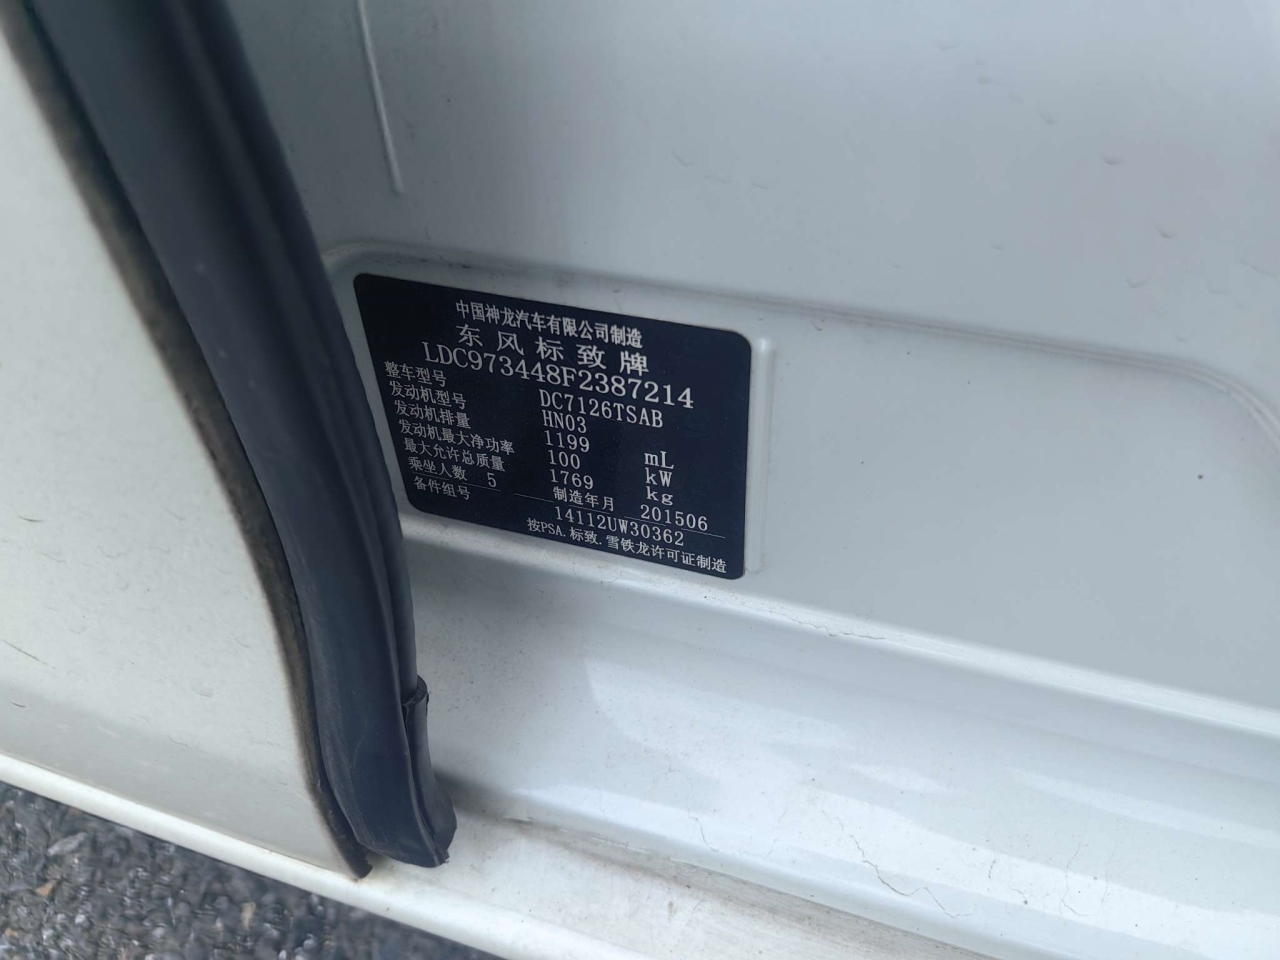 中国神龙汽车有限公司制造
东风标致牌
LDC973448F2387214
整车型号 DC7126TSAB
发动机型号 HN03
发动机排量 1199 mL
发动机最大净功率 100 kW
最大允许总质量 1769 kg
乘坐人数 5 制造年月 201506
备件组号 14112UW30362
按PSA.标致.雪铁龙许可证制造